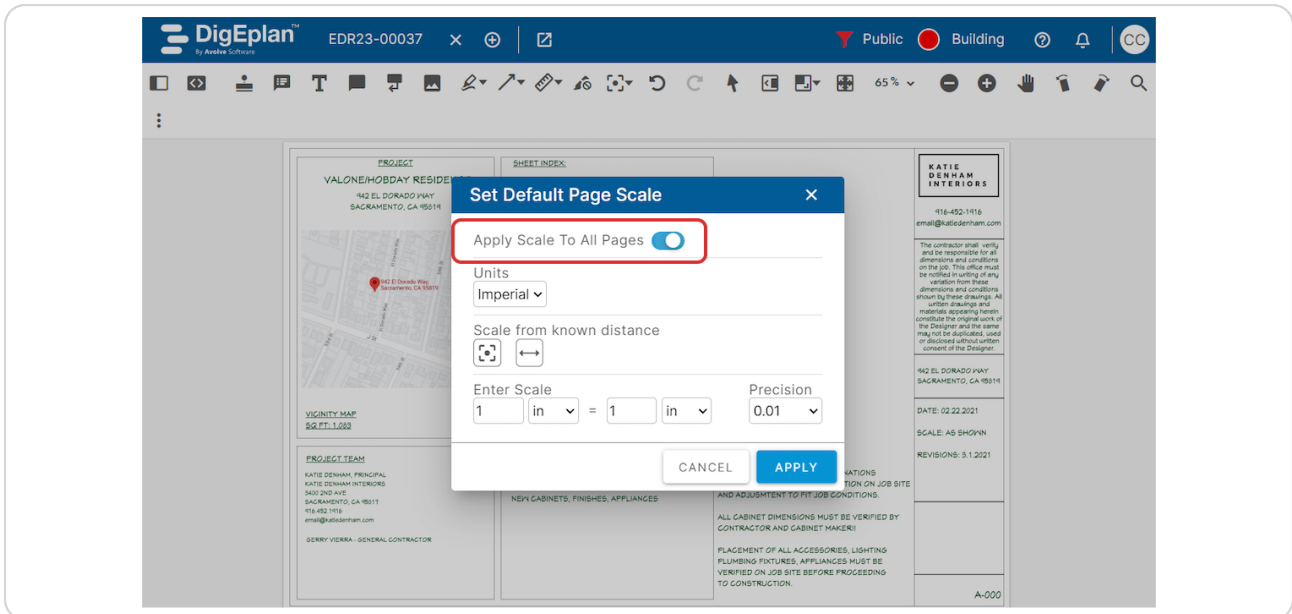 DigEplan™
By Avolve Software
EDR23-00037
Public
Building
CC
65 %
PROJECT
VALONE/HOBDAY RESIDE
942 EL DORADO WAY
SACRAMENTO, CA 95819
942 El Dorado Way,
Sacramento, CA 95819
VICINITY MAP
SQ FT: 1,083
PROJECT TEAM
KATIE DENHAM, PRINCIPAL
KATIE DENHAM INTERIORS
5400 2ND AVE
SACRAMENTO, CA 95817
916.452.1916
email@katiedenham.com
GERRY VIERRA - GENERAL CONTRACTOR
SHEET INDEX:
Set Default Page Scale
Apply Scale To All Pages
Units
Imperial
Scale from known distance
Enter Scale
Precision
1 in = 1 in
0.01
CANCEL
APPLY
NEW CABINETS, FINISHES, APPLIANCES
NATIONS
TION ON JOB SITE
AND ADJUSMTENT TO FIT JOB CONDITIONS.
ALL CABINET DIMENSIONS MUST BE VERIFIED BY
CONTRACTOR AND CABINET MAKER!!
PLACEMENT OF ALL ACCESSORIES, LIGHTING
PLUMBING FIXTURES, APPLIANCES MUST BE
VERIFIED ON JOB SITE BEFORE PROCEEDING
TO CONSTRUCTION.
KATIE
DENHAM
INTERIORS
916-452-1916
email@katiedenham.com
The contractor shall verify
and be responsible for all
dimensions and conditions
on the job. This office must
be notified in writing of any
variation from these
dimensions and conditions
shown by these drawings. All
written drawings and
materials appearing herein
constitute the original work of
the Designer and the same
may not be duplicated, used
or disclosed without written
consent of the Designer.
942 EL DORADO WAY
SACRAMENTO, CA 95819
DATE: 02.22.2021
SCALE: AS SHOWN
REVISIONS: 3.1.2021
A-000